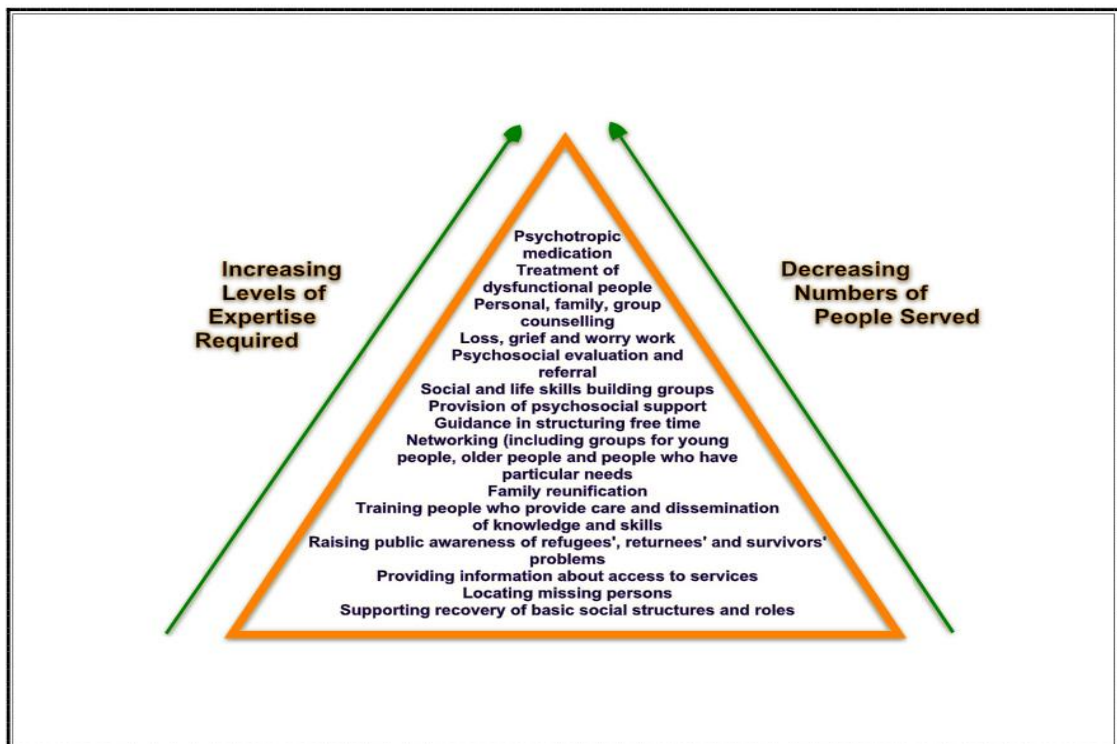 Increasing
Levels of
Expertise
Required
Psychotropic
medication
Treatment of
dysfunctional people
Personal, family, group
counselling
Loss, grief and worry work
Psychosocial evaluation and
referral
Social and life skills building groups
Provision of psychosocial support
Guidance in structuring free time
Networking (including groups for young
people, older people and people who have
particular needs
Family reunification
Training people who provide care and dissemination
of knowledge and skills
Raising public awareness of refugees', returnees' and survivors'
problems
Providing information about access to services
Locating missing persons
Supporting recovery of basic social structures and roles
Decreasing
Numbers of
People Served